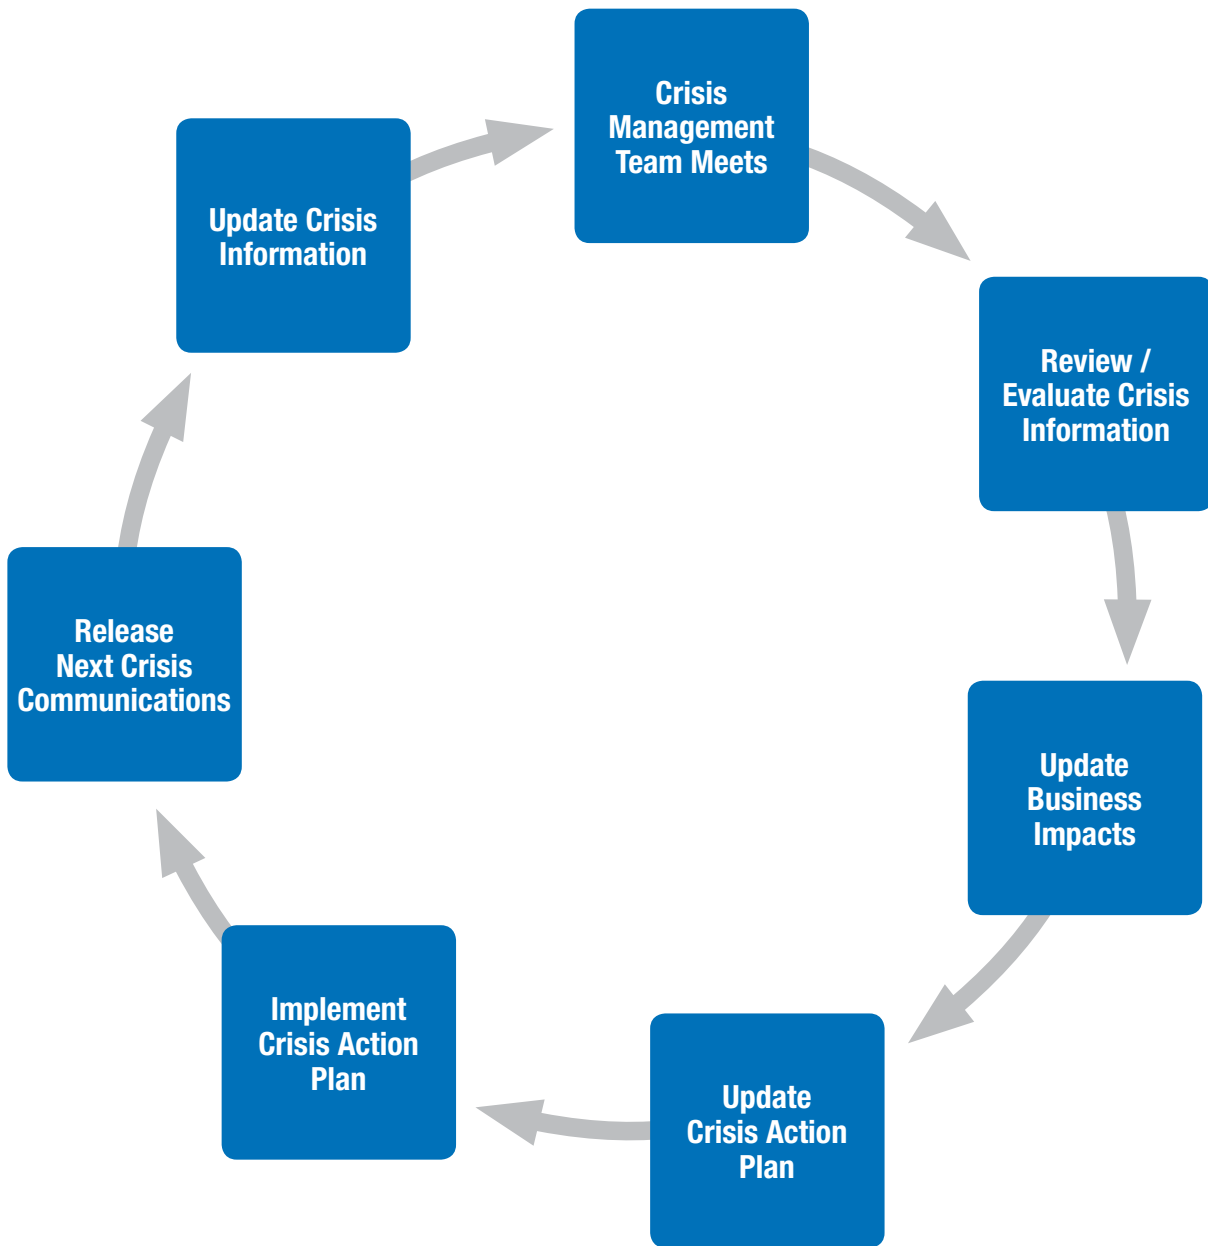 Crisis
Management
Team Meets
Review /
Evaluate Crisis
Information
Update
Business
Impacts
Update
Crisis Action
Plan
Implement
Crisis Action
Plan
Release
Next Crisis
Communications
Update Crisis
Information